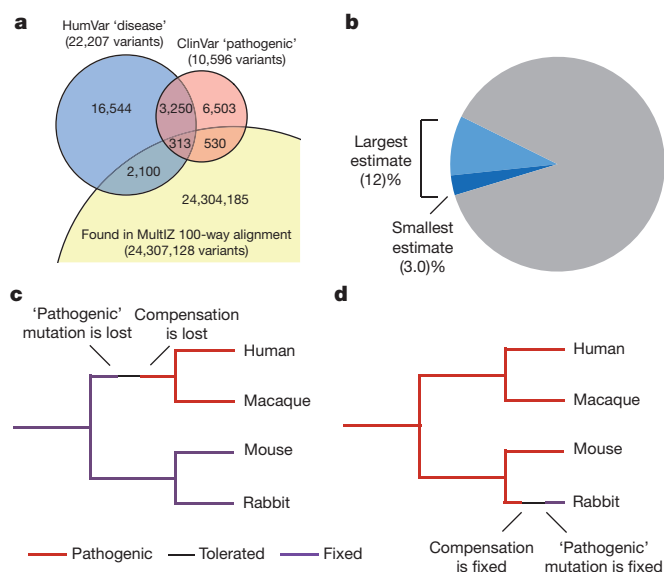 a
HumVar ‘disease’
(22,207 variants)
ClinVar ‘pathogenic’
(10,596 variants)
16,544
3,250
6,503
313
530
2,100
24,304,185
Found in MultIZ 100-way alignment
(24,307,128 variants)
b
Largest
estimate
(12)%
Smallest
estimate
(3.0)%
c
‘Pathogenic’
mutation is lost
Compensation
is lost
Human
Macaque
Mouse
Rabbit
Pathogenic
Tolerated
Fixed
d
Human
Macaque
Mouse
Rabbit
Compensation
is fixed
‘Pathogenic’
mutation is fixed